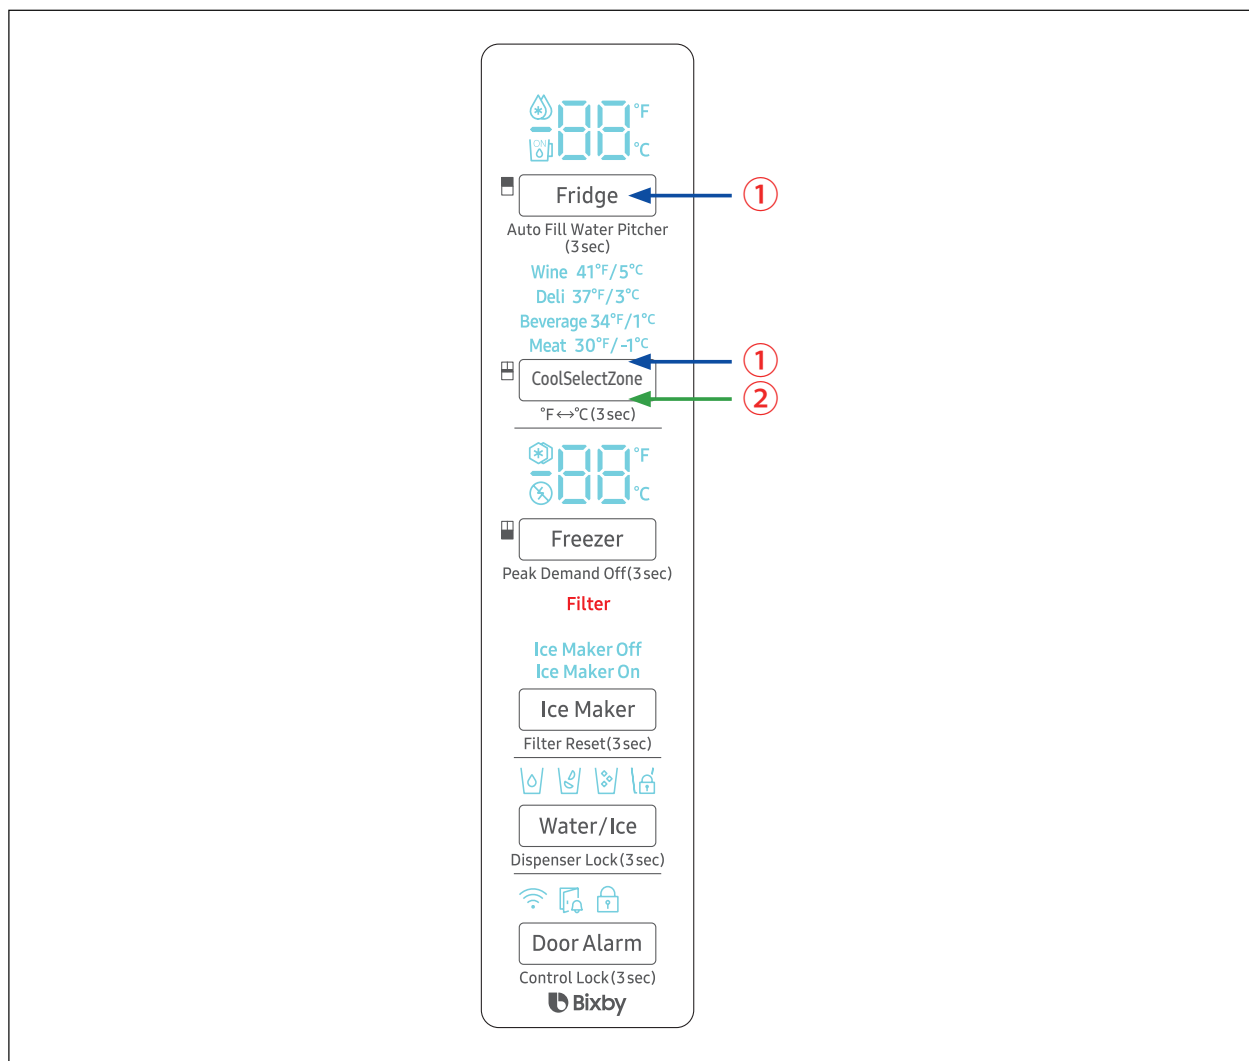 88 °F
ON °C
Fridge ①
Auto Fill Water Pitcher
(3 sec)
Wine 41°F/5°C
Deli 37°F/3°C
Beverage 34°F/1°C
Meat 30°F/-1°C
①
CoolSelectZone
②
°F↔°C (3 sec)
88 °F
°C
Freezer
Peak Demand Off(3 sec)
Filter
Ice Maker Off
Ice Maker On
Ice Maker
Filter Reset(3 sec)
Water/Ice
Dispenser Lock(3 sec)
Door Alarm
Control Lock(3 sec)
Bixby